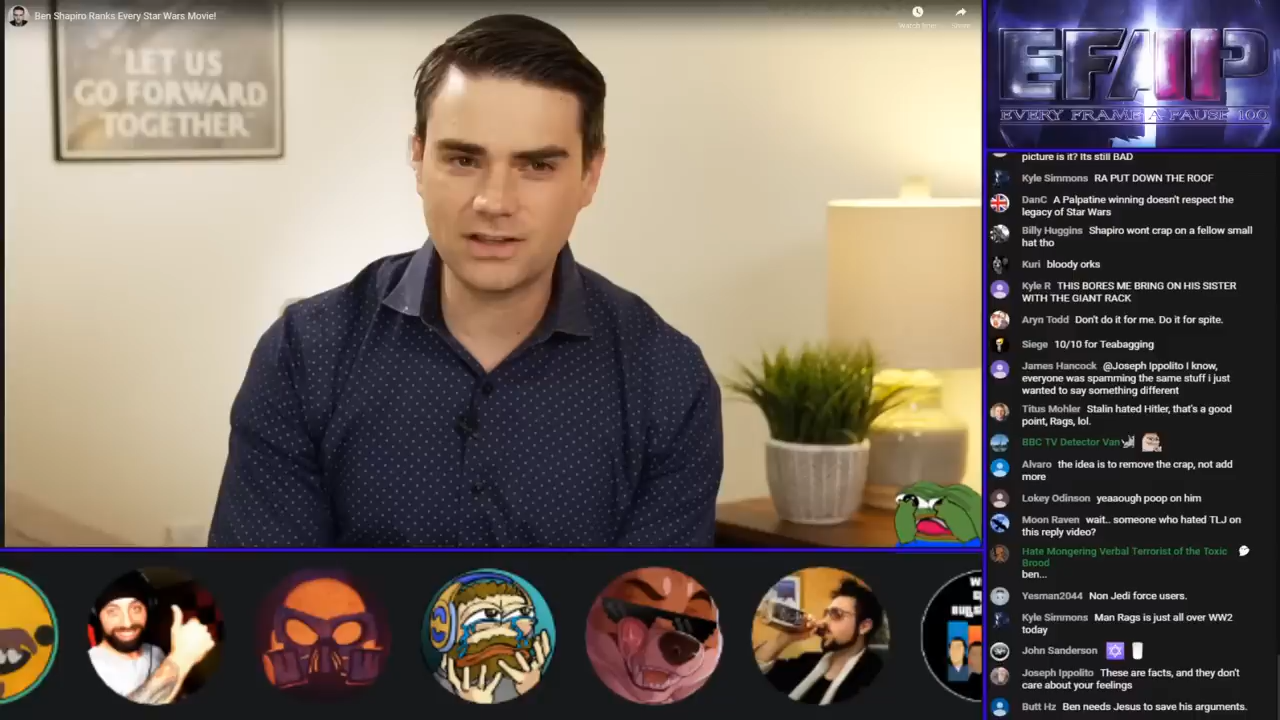 Ben Shapiro Ranks Every Star Wars Movie!
Share
LET US
GO FORWARD
TOGETHER
EFAP
EVERY FRAME A PAUSE 100
picture is it? Its still BAD
Kyle Simmons RA PUT DOWN THE ROOF
DanC A Palpatine winning doesn't respect the
legacy of Star Wars
Billy Huggins Shapiro wont crap on a fellow small
hat tho
Kuri bloody orks
Kyle R THIS BORES ME BRING ON HIS SISTER
WITH THE GIANT RACK
Aryn Todd Don't do it for me. Do it for spite.
Siege 10/10 for Teabagging
James Hancock @Joseph Ippolito I know,
everyone was spamming the same stuff i just
wanted to say something different
Titus Mohler Stalin hated Hitler, that's a good
point, Rags, lol.
BBC TV Detector Van
Alvaro the idea is to remove the crap, not add
more
Lokey Odinson yeaaough poop on him
Moon Raven wait.. someone who hated TLJ on
this reply video?
Hate Mongering Verbal Terrorist of the Toxic
Brood
ben...
Yesman2044 Non Jedi force users.
Kyle Simmons Man Rags is just all over WW2
today
John Sanderson
Joseph Ippolito These are facts, and they don't
care about your feelings
Butt Hz Ben needs Jesus to save his arguments.